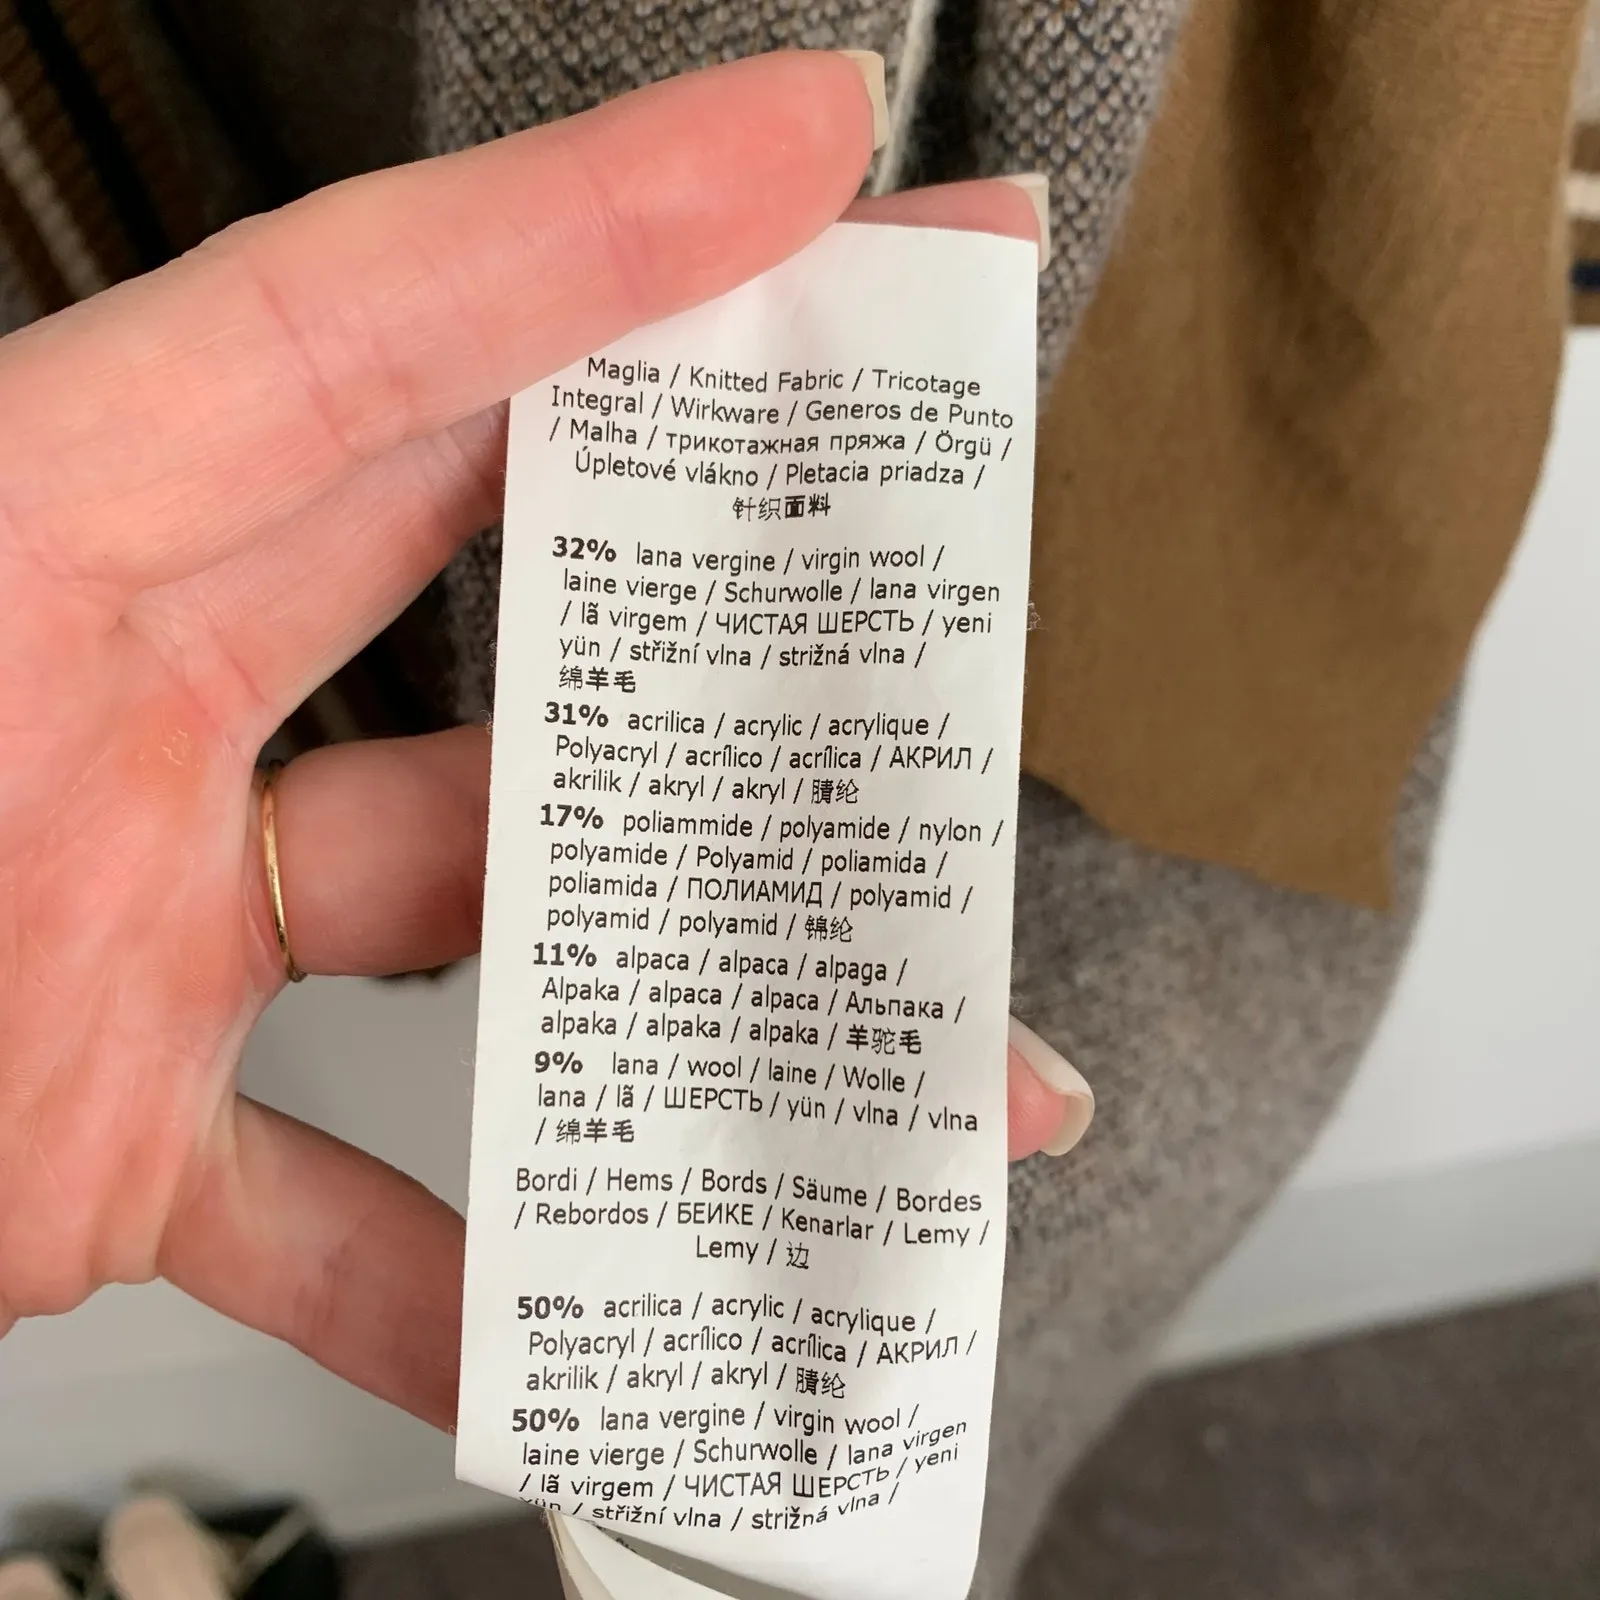 Maglia / Knitted Fabric / Tricotage
Integral / Wirkware / Generos de Punto
/ Malha / трикотажная пряжа / Örgü /
Úpletové vlákno / Pletacia priadza /
针织面料
32% lana vergine / virgin wool /
laine vierge / Schurwolle / lana virgen
/ lã virgem / ЧИСТАЯ ШЕРСТЬ / yeni
yün / střižní vlna / strižná vlna /
绵羊毛
31% acrilica / acrylic / acrylique /
Polyacryl / acrílico / acrílica / АКРИЛ /
akrilik / akryl / akryl / 腈纶
17% poliammide / polyamide / nylon /
polyamide / Polyamid / poliamida /
poliamida / ПОЛИАМИД / polyamid /
polyamid / polyamid / 锦纶
11% alpaca / alpaca / alpaga /
Alpaka / alpaca / alpaca / Альпака /
alpaka / alpaka / alpaka / 羊驼毛
9% lana / wool / laine / Wolle /
lana / lã / ШЕРСТЬ / yün / vlna / vlna
/ 绵羊毛
Bordi / Hems / Bords / Säume / Bordes
/ Rebordos / БЕИКЕ / Kenarlar / Lemy /
Lemy / 边
50% acrilica / acrylic / acrylique /
Polyacryl / acrílico / acrílica / АКРИЛ /
akrilik / akryl / akryl / 腈纶
50% lana vergine / virgin wool /
laine vierge / Schurwolle / lana virgen
/ lã virgem / ЧИСТАЯ ШЕРСТЬ / yeni
yün / střižní vlna / strižná vlna /